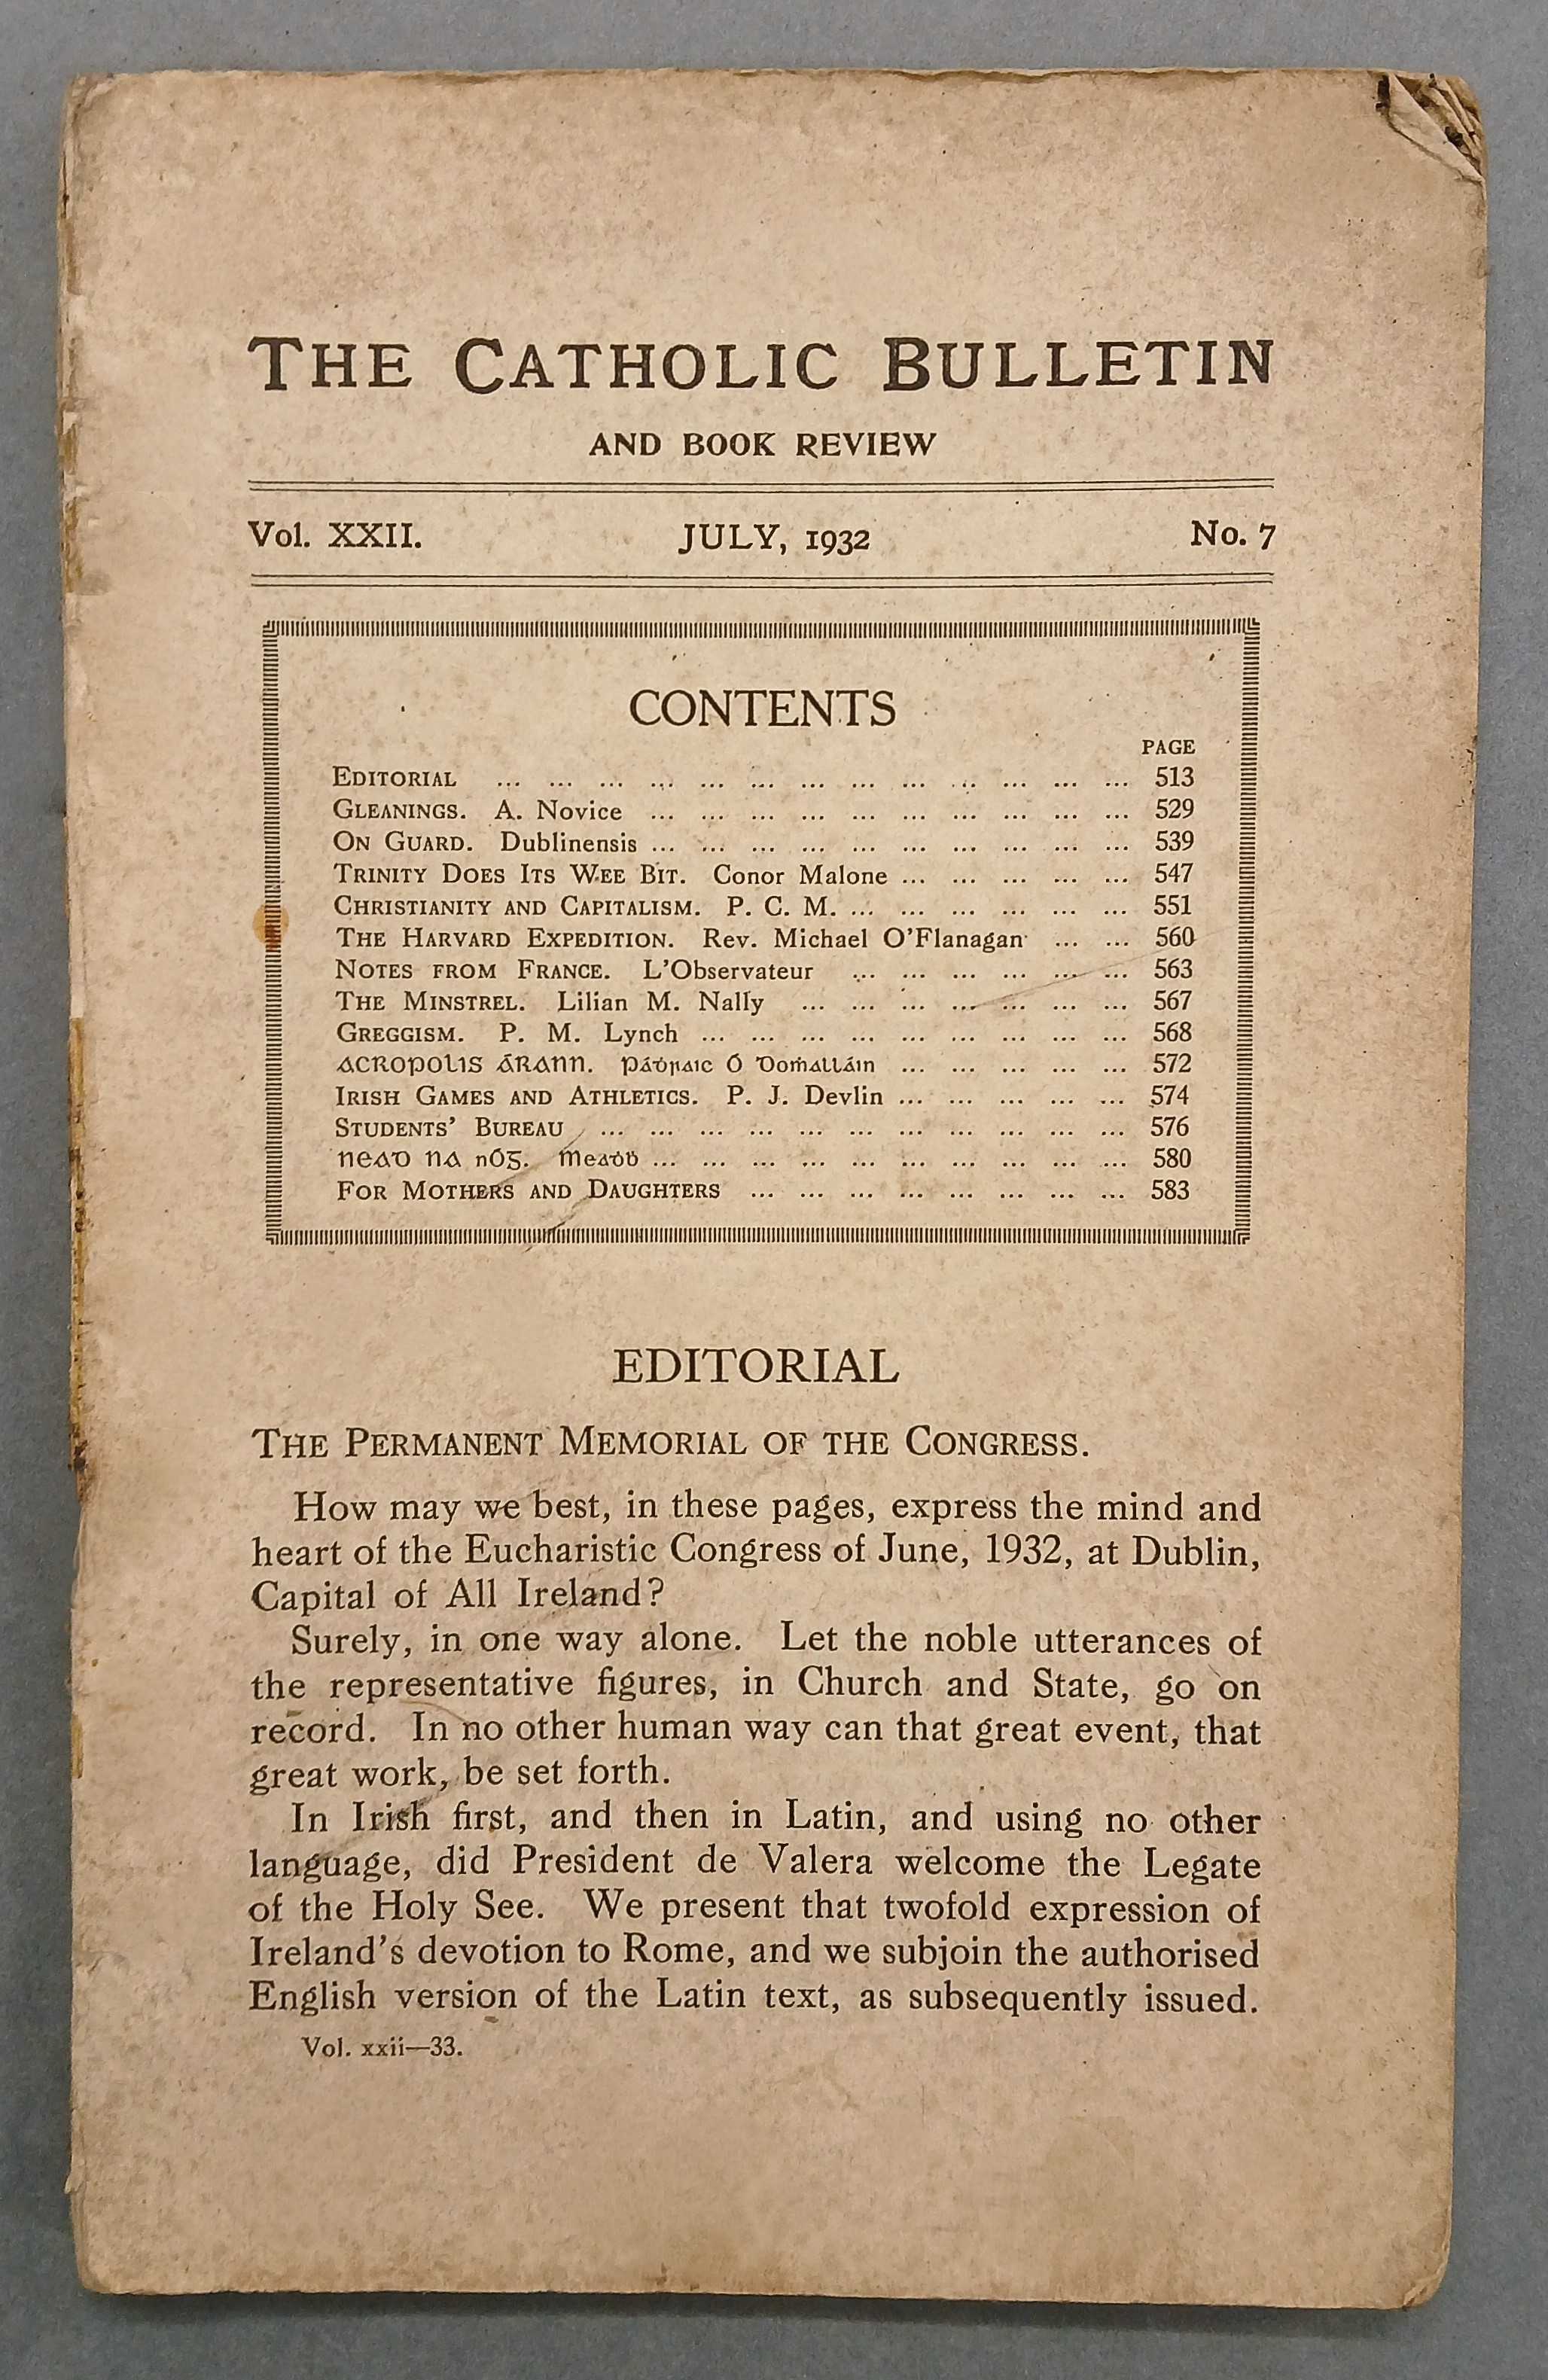 THE CATHOLIC BULLETIN
AND BOOK REVIEW
Vol. XXII. JULY, 1932 No. 7
CONTENTS
PAGE
EDITORIAL ... ... ... ... ... ... ... ... ... ... ... ... ... 513
GLEANINGS. A. Novice ... ... ... ... ... ... ... ... ... ... 529
ON GUARD. Dublinensis ... ... ... ... ... ... ... ... ... ... 539
TRINITY DOES ITS WEE BIT. Conor Malone ... ... ... ... ... 547
CHRISTIANITY AND CAPITALISM. P. C. M. ... ... ... ... ... ... 551
THE HARVARD EXPEDITION. Rev. Michael O'Flanagan ... ... 560
NOTES FROM FRANCE. L'Observateur ... ... ... ... ... ... 563
THE MINSTREL. Lilian M. Nally ... ... ... ... ... ... ... 567
GREGGISM. P. M. Lynch ... ... ... ... ... ... ... ... ... 568
ACROPOLIS ÁRANN. Pádraic Ó Doṁalláin ... ... ... ... ... 572
IRISH GAMES AND ATHLETICS. P. J. Devlin ... ... ... ... ... 574
STUDENTS' BUREAU ... ... ... ... ... ... ... ... ... ... ... 576
NEAD NA nÓG. Meaḋḃ ... ... ... ... ... ... ... ... ... ... 580
FOR MOTHERS AND DAUGHTERS ... ... ... ... ... ... ... ... 583
EDITORIAL
THE PERMANENT MEMORIAL OF THE CONGRESS.
How may we best, in these pages, express the mind and
heart of the Eucharistic Congress of June, 1932, at Dublin,
Capital of All Ireland?
Surely, in one way alone. Let the noble utterances of
the representative figures, in Church and State, go on
record. In no other human way can that great event, that
great work, be set forth.
In Irish first, and then in Latin, and using no other
language, did President de Valera welcome the Legate
of the Holy See. We present that twofold expression of
Ireland's devotion to Rome, and we subjoin the authorised
English version of the Latin text, as subsequently issued.
Vol. xxii—33.